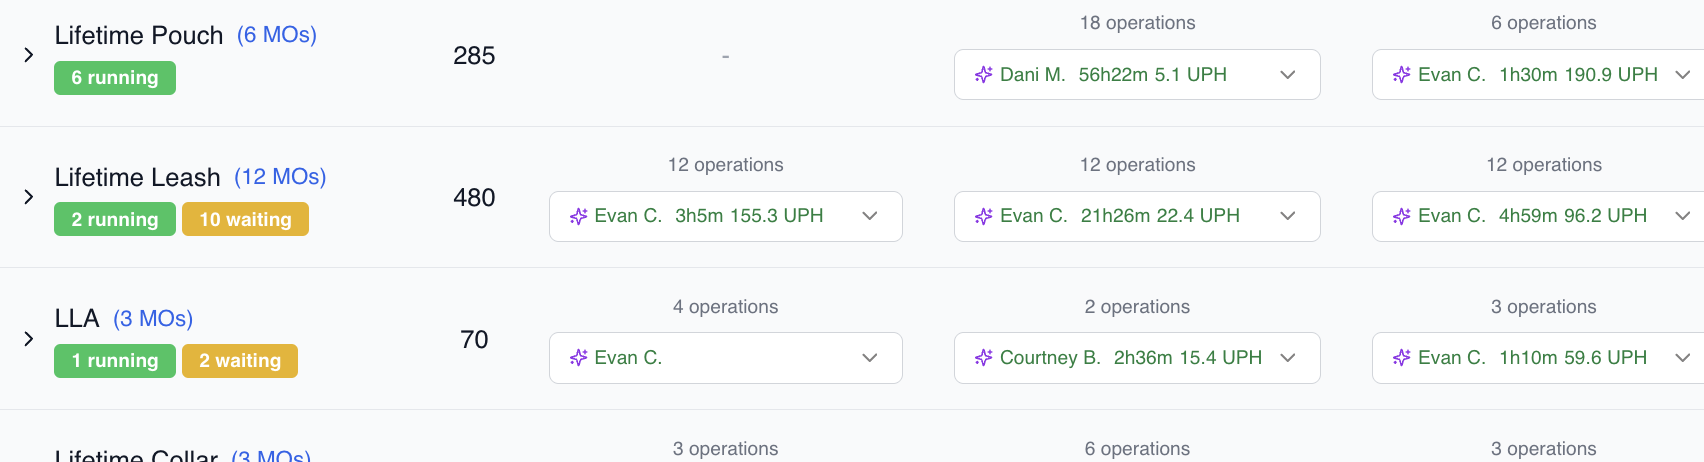 Lifetime Pouch (6 MOs)
6 running
285
-
18 operations
Dani M. 56h22m 5.1 UPH
6 operations
Evan C. 1h30m 190.9 UPH
Lifetime Leash (12 MOs)
2 running 10 waiting
480
12 operations
Evan C. 3h5m 155.3 UPH
12 operations
Evan C. 21h26m 22.4 UPH
12 operations
Evan C. 4h59m 96.2 UPH
LLA (3 MOs)
1 running 2 waiting
70
4 operations
Evan C.
2 operations
Courtney B. 2h36m 15.4 UPH
3 operations
Evan C. 1h10m 59.6 UPH
Lifetime Collar (3 MOs)
3 operations
6 operations
3 operations